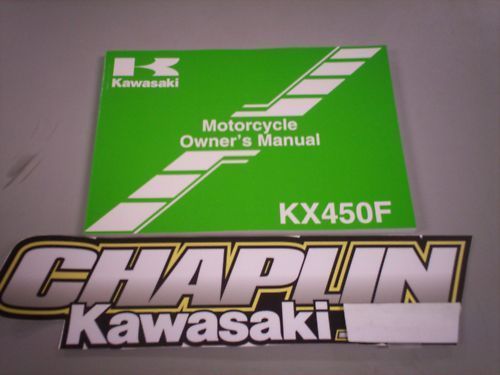 Kawasaki
Motorcycle
Owner's Manual
KX450F
CHAPLIN
Kawasaki